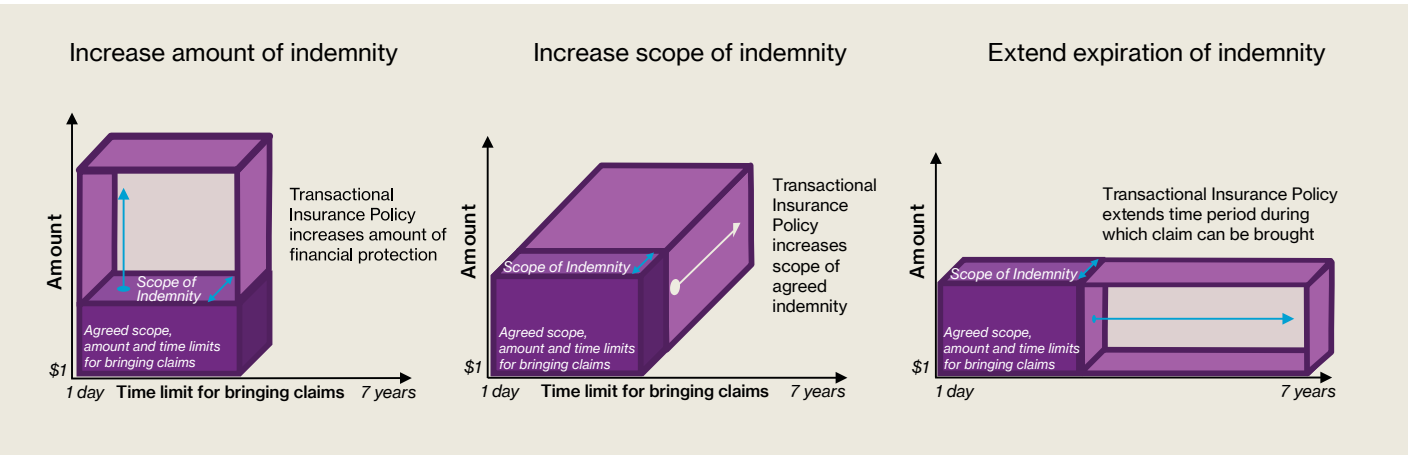 Increase amount of indemnity
Amount
Transactional
Insurance Policy
increases amount of
financial protection
Scope of
Indemnity
Agreed scope,
amount and time limits
for bringing claims
$1
1 day
Time limit for bringing claims
7 years
Increase scope of indemnity
Amount
Transactional
Insurance
Policy
increases
scope of
agreed
indemnity
Scope of Indemnity
Agreed scope,
amount and time limits
for bringing claims
$1
1 day
Time limit for bringing claims
7 years
Extend expiration of indemnity
Amount
Transactional Insurance Policy
extends time period during
which claim can be brought
Scope of Indemnity
Agreed scope,
amount and time limits
for bringing claims
$1
1 day
7 years